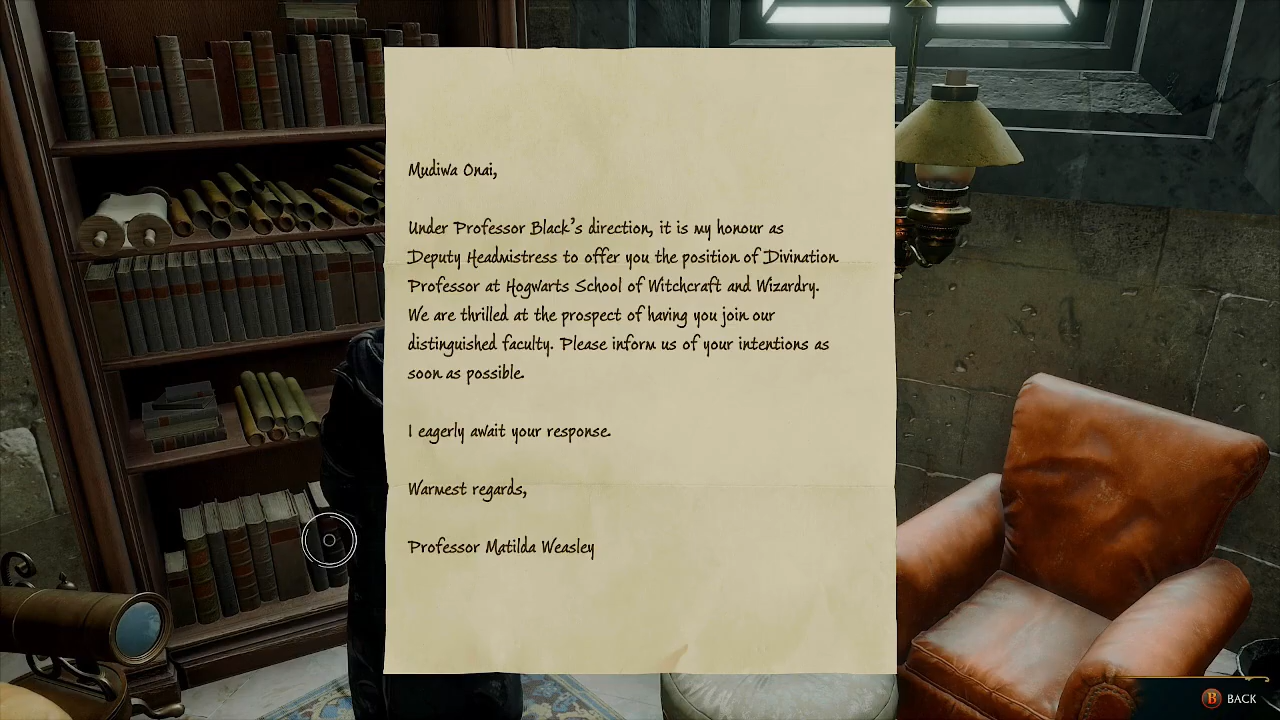 Mudiwa Onai,
Under Professor Black's direction, it is my honour as
Deputy Headmistress to offer you the position of Divination
Professor at Hogwarts School of Witchcraft and Wizardry.
We are thrilled at the prospect of having you join our
distinguished faculty. Please inform us of your intentions as
soon as possible.
I eagerly await your response.
Warmest regards,
Professor Matilda Weasley
B BACK